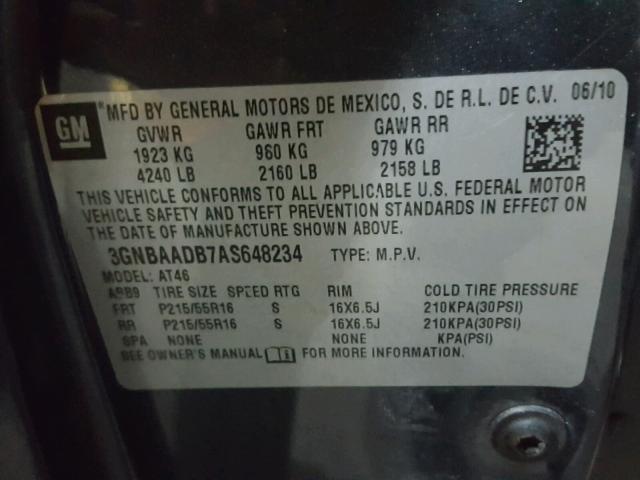 GM
MFD BY GENERAL MOTORS DE MEXICO, S. DE R.L. DE C.V. 06/10
GVWR GAWR FRT GAWR RR
1923 KG 960 KG 979 KG
4240 LB 2160 LB 2158 LB
THIS VEHICLE CONFORMS TO ALL APPLICABLE U.S. FEDERAL MOTOR
VEHICLE SAFETY AND THEFT PREVENTION STANDARDS IN EFFECT ON
THE DATE OF MANUFACTURE SHOWN ABOVE.
3GNBAADB7AS648234 TYPE: M.P.V.
MODEL: AT46
TIRE SIZE SPEED RTG RIM COLD TIRE PRESSURE
FRT P215/55R16 S 16X6.5J 210KPA(30PSI)
RR P215/55R16 S 16X6.5J 210KPA(30PSI)
SPA NONE NONE KPA(PSI)
SEE OWNER'S MANUAL FOR MORE INFORMATION.